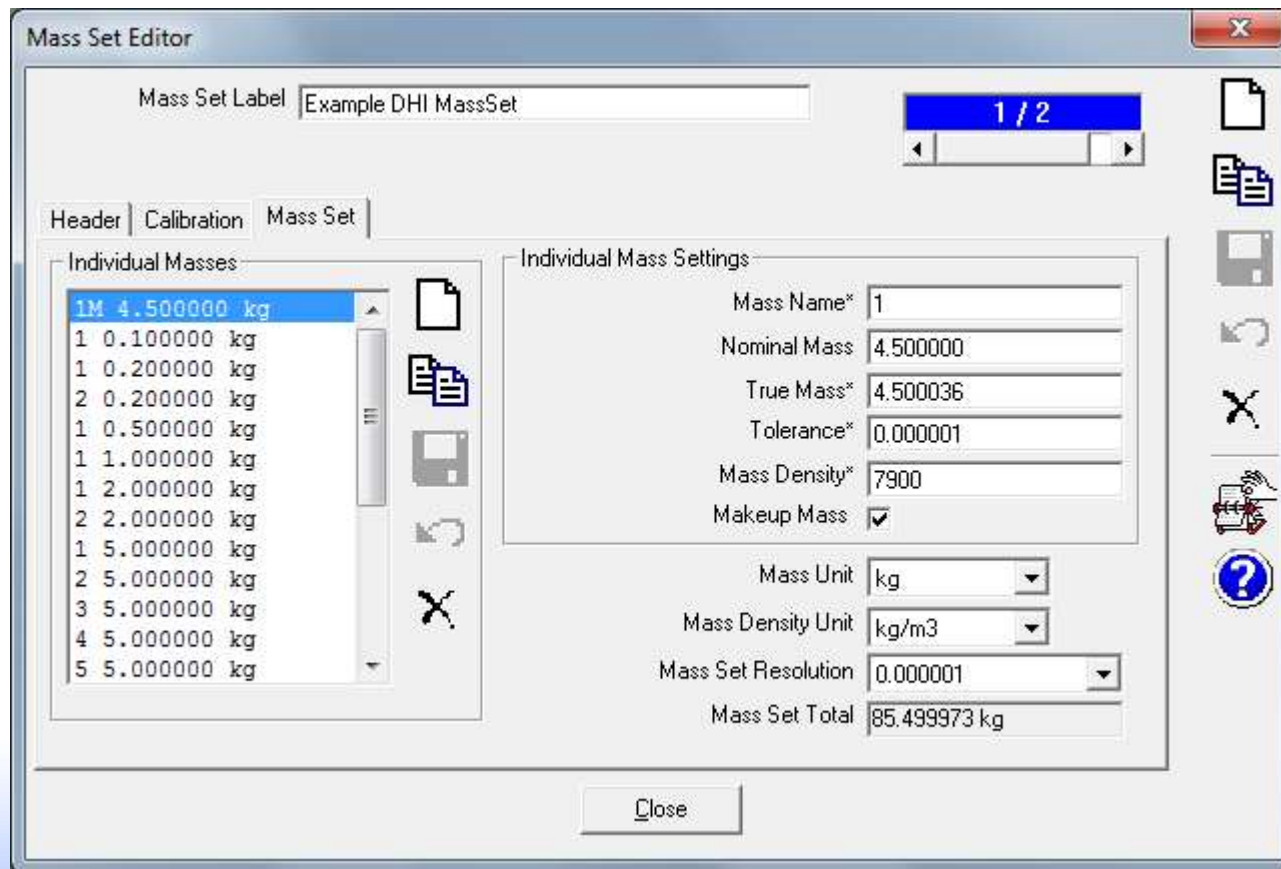 Mass Set Editor
Mass Set Label Example DHI MassSet
1 / 2
Header Calibration Mass Set
Individual Masses
1M 4.500000 kg
1 0.100000 kg
1 0.200000 kg
2 0.200000 kg
1 0.500000 kg
1 1.000000 kg
1 2.000000 kg
2 2.000000 kg
1 5.000000 kg
2 5.000000 kg
3 5.000000 kg
4 5.000000 kg
5 5.000000 kg
Individual Mass Settings
Mass Name* 1
Nominal Mass 4.500000
True Mass* 4.500036
Tolerance* 0.000001
Mass Density* 7900
Makeup Mass
Mass Unit kg
Mass Density Unit kg/m3
Mass Set Resolution 0.000001
Mass Set Total 85.499973 kg
Close
?